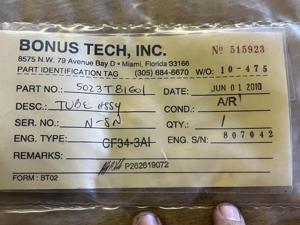 BONUS TECH, INC. Nº 515923
8575 N.W. 79 Avenue Bay D • Miami, Florida 33166
PART IDENTIFICATION TAG (305) 884-6670 W/O: 10-475
PART NO.: 5023T81G01 DATE: JUN 01 2010
DESC.: TUBE ASSY COND.: A/R
SER. NO.: N-SN QTY.: 1
ENG. TYPE: CF34-3A1 ENG. S/N: 807042
REMARKS:
P262619072
FORM: BT02